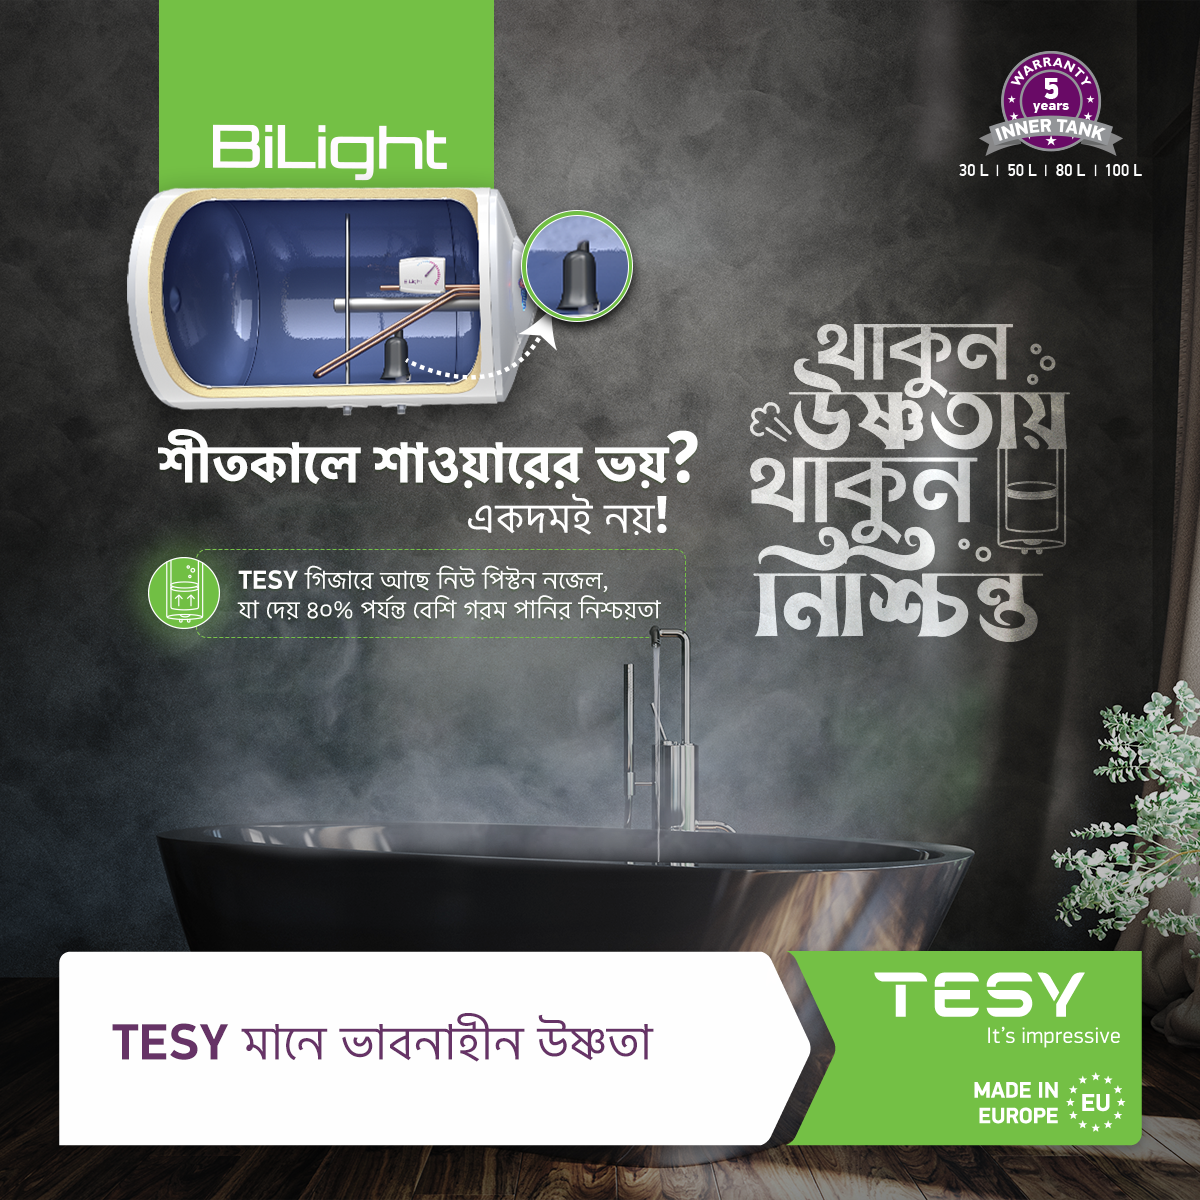 BiLight
WARRANTY
5
years
INNER TANK
30 L | 50 L | 80 L | 100 L
থাকুন
উষ্ণতায়
থাকুন
নিশ্চিন্ত
শীতকালে শাওয়ারের ভয়?
একদমই নয়!
TESY গিজারে আছে নিউ পিস্টন নজেল,
যা দেয় ৪০% পর্যন্ত বেশি গরম পানির নিশ্চয়তা
TESY মানে ভাবনাহীন উষ্ণতা
TESY
It's impressive
MADE IN
EUROPE
EU